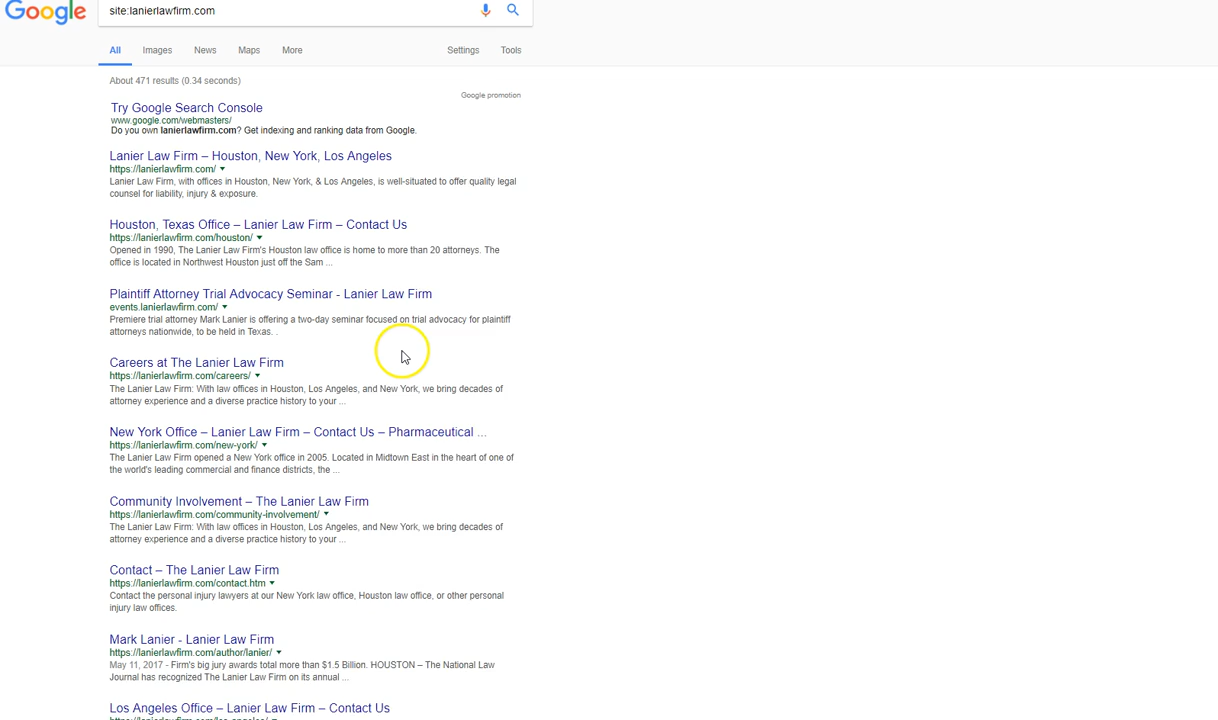 Google
site:lanierlawfirm.com
All Images News Maps More Settings Tools
About 471 results (0.34 seconds)
Google promotion
Try Google Search Console
www.google.com/webmasters/
Do you own lanierlawfirm.com? Get indexing and ranking data from Google.
Lanier Law Firm – Houston, New York, Los Angeles
https://lanierlawfirm.com/
Lanier Law Firm, with offices in Houston, New York, & Los Angeles, is well-situated to offer quality legal
counsel for liability, injury & exposure.
Houston, Texas Office – Lanier Law Firm – Contact Us
https://lanierlawfirm.com/houston/
Opened in 1990, The Lanier Law Firm's Houston law office is home to more than 20 attorneys. The
office is located in Northwest Houston just off the Sam ...
Plaintiff Attorney Trial Advocacy Seminar - Lanier Law Firm
events.lanierlawfirm.com/
Premiere trial attorney Mark Lanier is offering a two-day seminar focused on trial advocacy for plaintiff
attorneys nationwide, to be held in Texas. .
Careers at The Lanier Law Firm
https://lanierlawfirm.com/careers/
The Lanier Law Firm: With law offices in Houston, Los Angeles, and New York, we bring decades of
attorney experience and a diverse practice history to your ...
New York Office – Lanier Law Firm – Contact Us – Pharmaceutical ...
https://lanierlawfirm.com/new-york/
The Lanier Law Firm opened a New York office in 2005. Located in Midtown East in the heart of one of
the world's leading commercial and finance districts, the ...
Community Involvement – The Lanier Law Firm
https://lanierlawfirm.com/community-involvement/
The Lanier Law Firm: With law offices in Houston, Los Angeles, and New York, we bring decades of
attorney experience and a diverse practice history to your ...
Contact – The Lanier Law Firm
https://lanierlawfirm.com/contact.htm
Contact the personal injury lawyers at our New York law office, Houston law office, or other personal
injury law offices.
Mark Lanier - Lanier Law Firm
https://lanierlawfirm.com/author/lanier/
May 11, 2017 - Firm's big jury awards total more than $1.5 Billion. HOUSTON – The National Law
Journal has recognized The Lanier Law Firm on its annual ...
Los Angeles Office – Lanier Law Firm – Contact Us
https://lanierlawfirm.com/los-angeles/